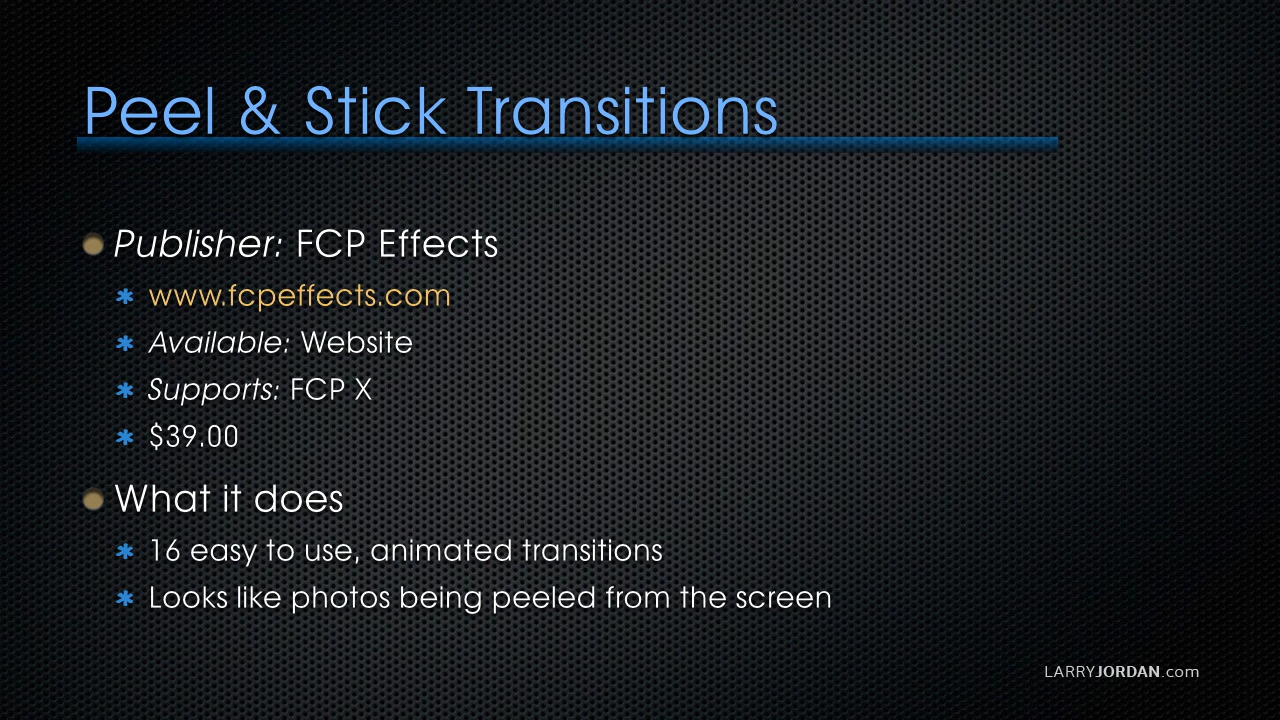 Peel & Stick Transitions
Publisher: FCP Effects
www.fcpeffects.com
Available: Website
Supports: FCP X
$39.00
What it does
16 easy to use, animated transitions
Looks like photos being peeled from the screen
LARRYJORDAN.com